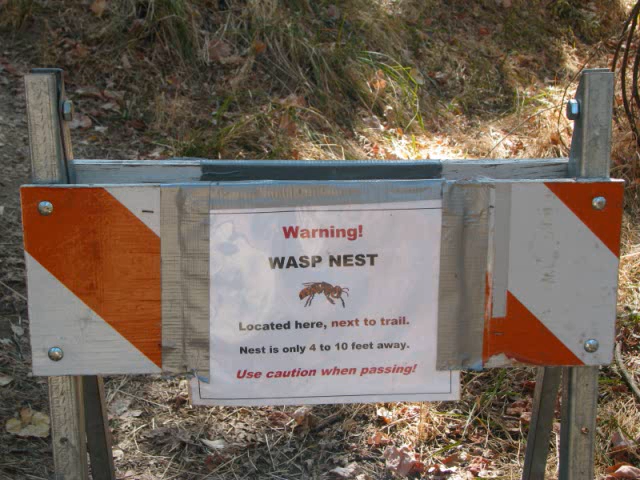 Warning!
WASP NEST
Located here, next to trail.
Nest is only 4 to 10 feet away.
Use caution when passing!